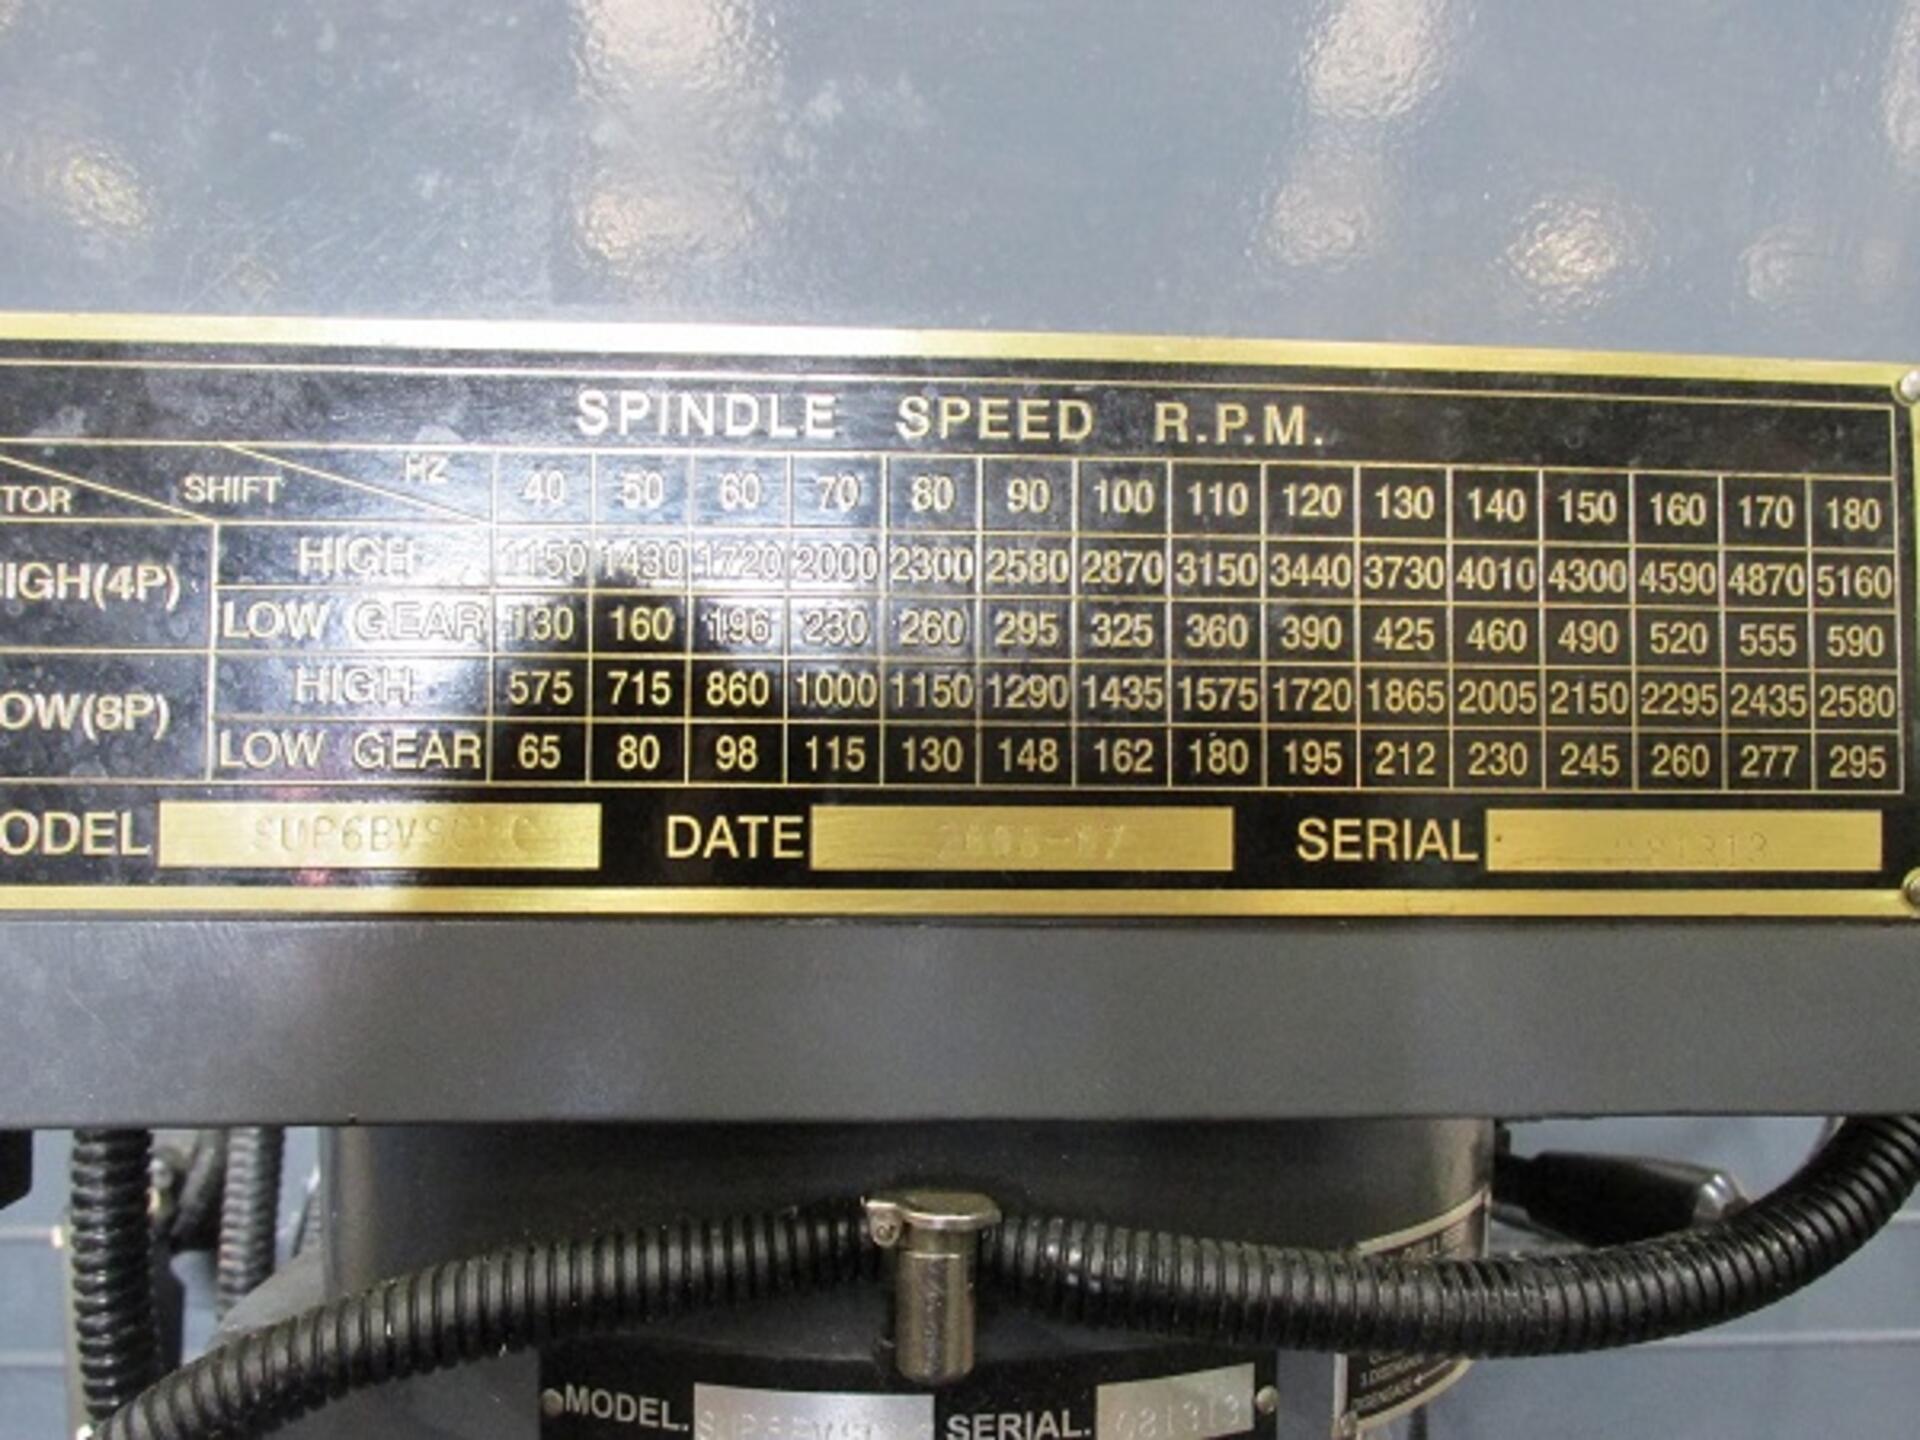 SPINDLE SPEED R.P.M.
TOR SHIFT HZ 40 50 60 70 80 90 100 110 120 130 140 150 160 170 180
HIGH(4P) HIGH 1150 1430 1720 2000 2300 2580 2870 3150 3440 3730 4010 4300 4590 4870 5160
LOW GEAR 130 160 196 230 260 295 325 360 390 425 460 490 520 555 590
OW(8P) HIGH 575 715 860 1000 1150 1290 1435 1575 1720 1865 2005 2150 2295 2435 2580
LOW GEAR 65 80 98 115 130 148 162 180 195 212 230 245 260 277 295
ODEL DATE SERIAL 081313
MODEL. SERIAL. 081313